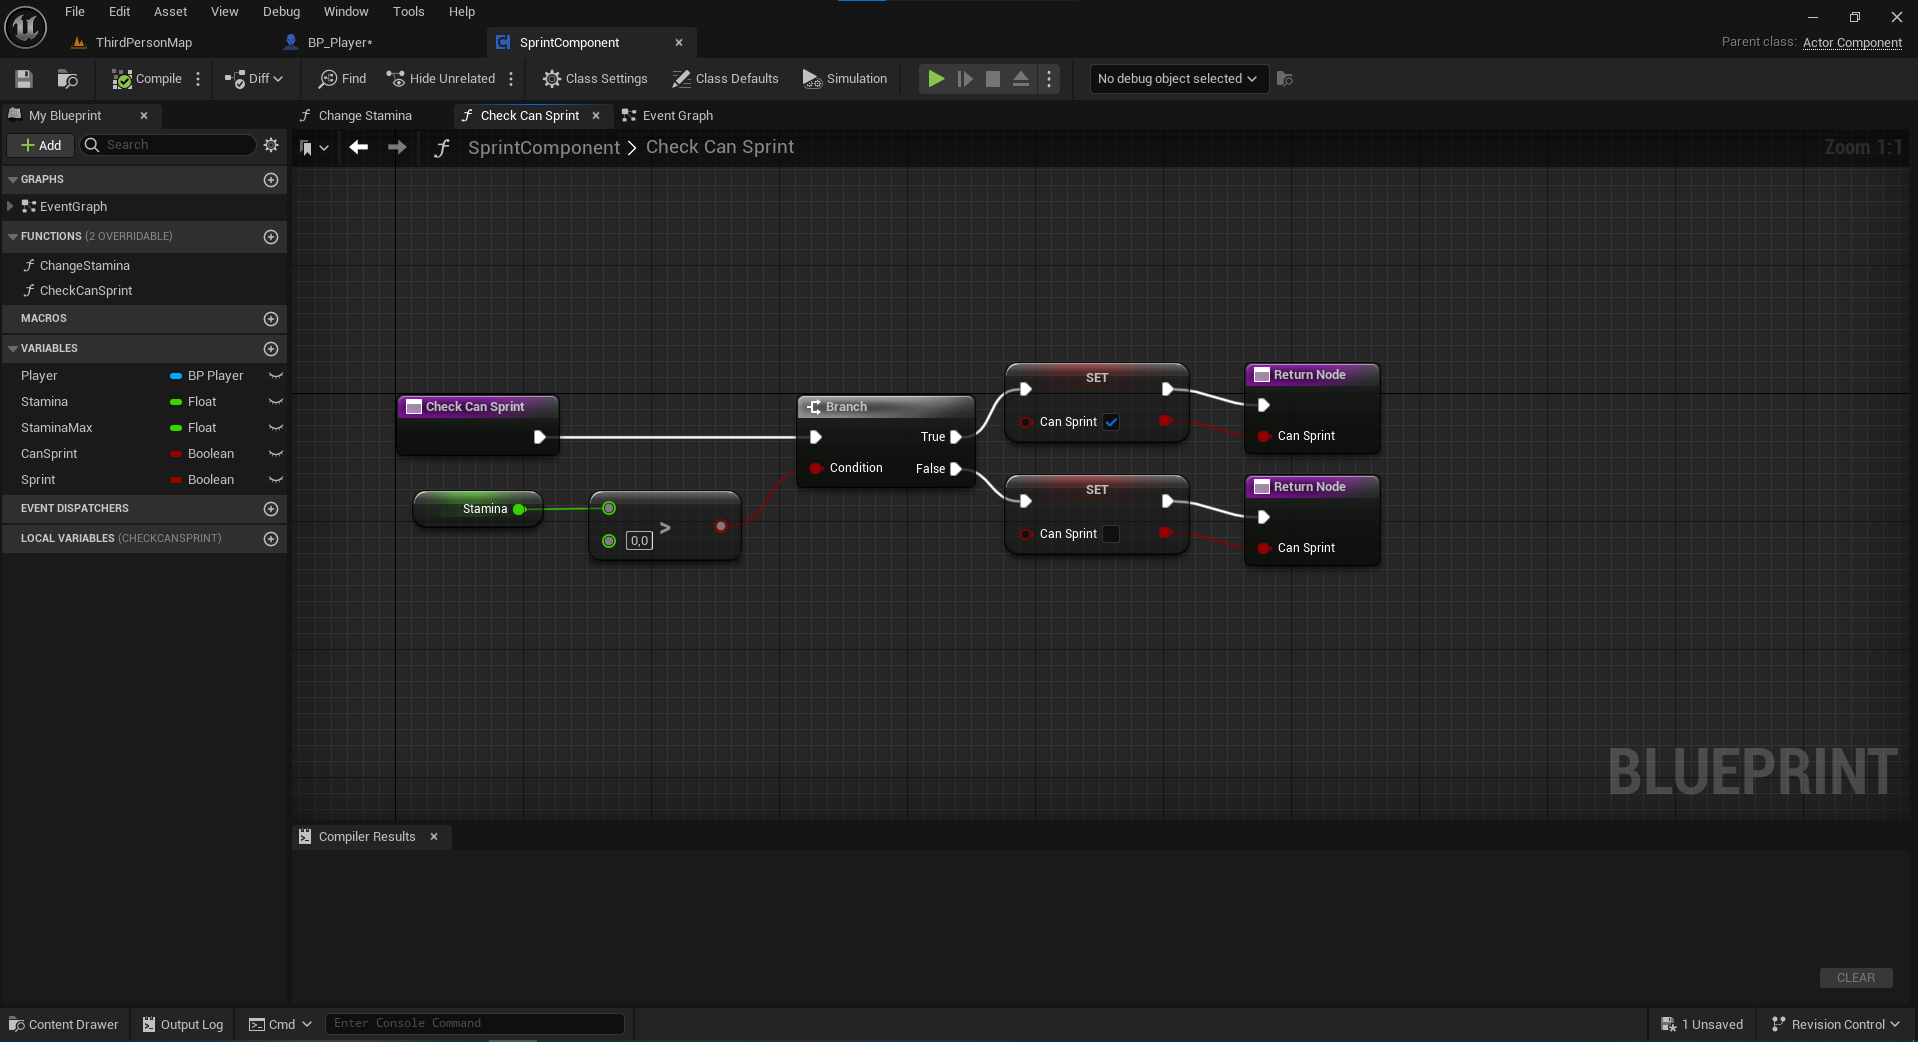 File Edit Asset View Debug Window Tools Help
ThirdPersonMap BP_Player* SprintComponent
Parent class: Actor Component
Compile Diff Find Hide Unrelated Class Settings Class Defaults Simulation No debug object selected
My Blueprint
Change Stamina Check Can Sprint Event Graph
Add Search
SprintComponent > Check Can Sprint
Zoom 1:1
GRAPHS
EventGraph
FUNCTIONS (2 OVERRIDABLE)
ChangeStamina
CheckCanSprint
MACROS
VARIABLES
Player BP Player
Stamina Float
StaminaMax Float
CanSprint Boolean
Sprint Boolean
EVENT DISPATCHERS
LOCAL VARIABLES (CHECKCANSPRINT)
Check Can Sprint
Stamina
0,0
>
Branch
True
Condition
False
SET
Can Sprint
Return Node
Can Sprint
SET
Can Sprint
Return Node
Can Sprint
BLUEPRINT
Compiler Results
CLEAR
Content Drawer Output Log Cmd Enter Console Command 1 Unsaved Revision Control